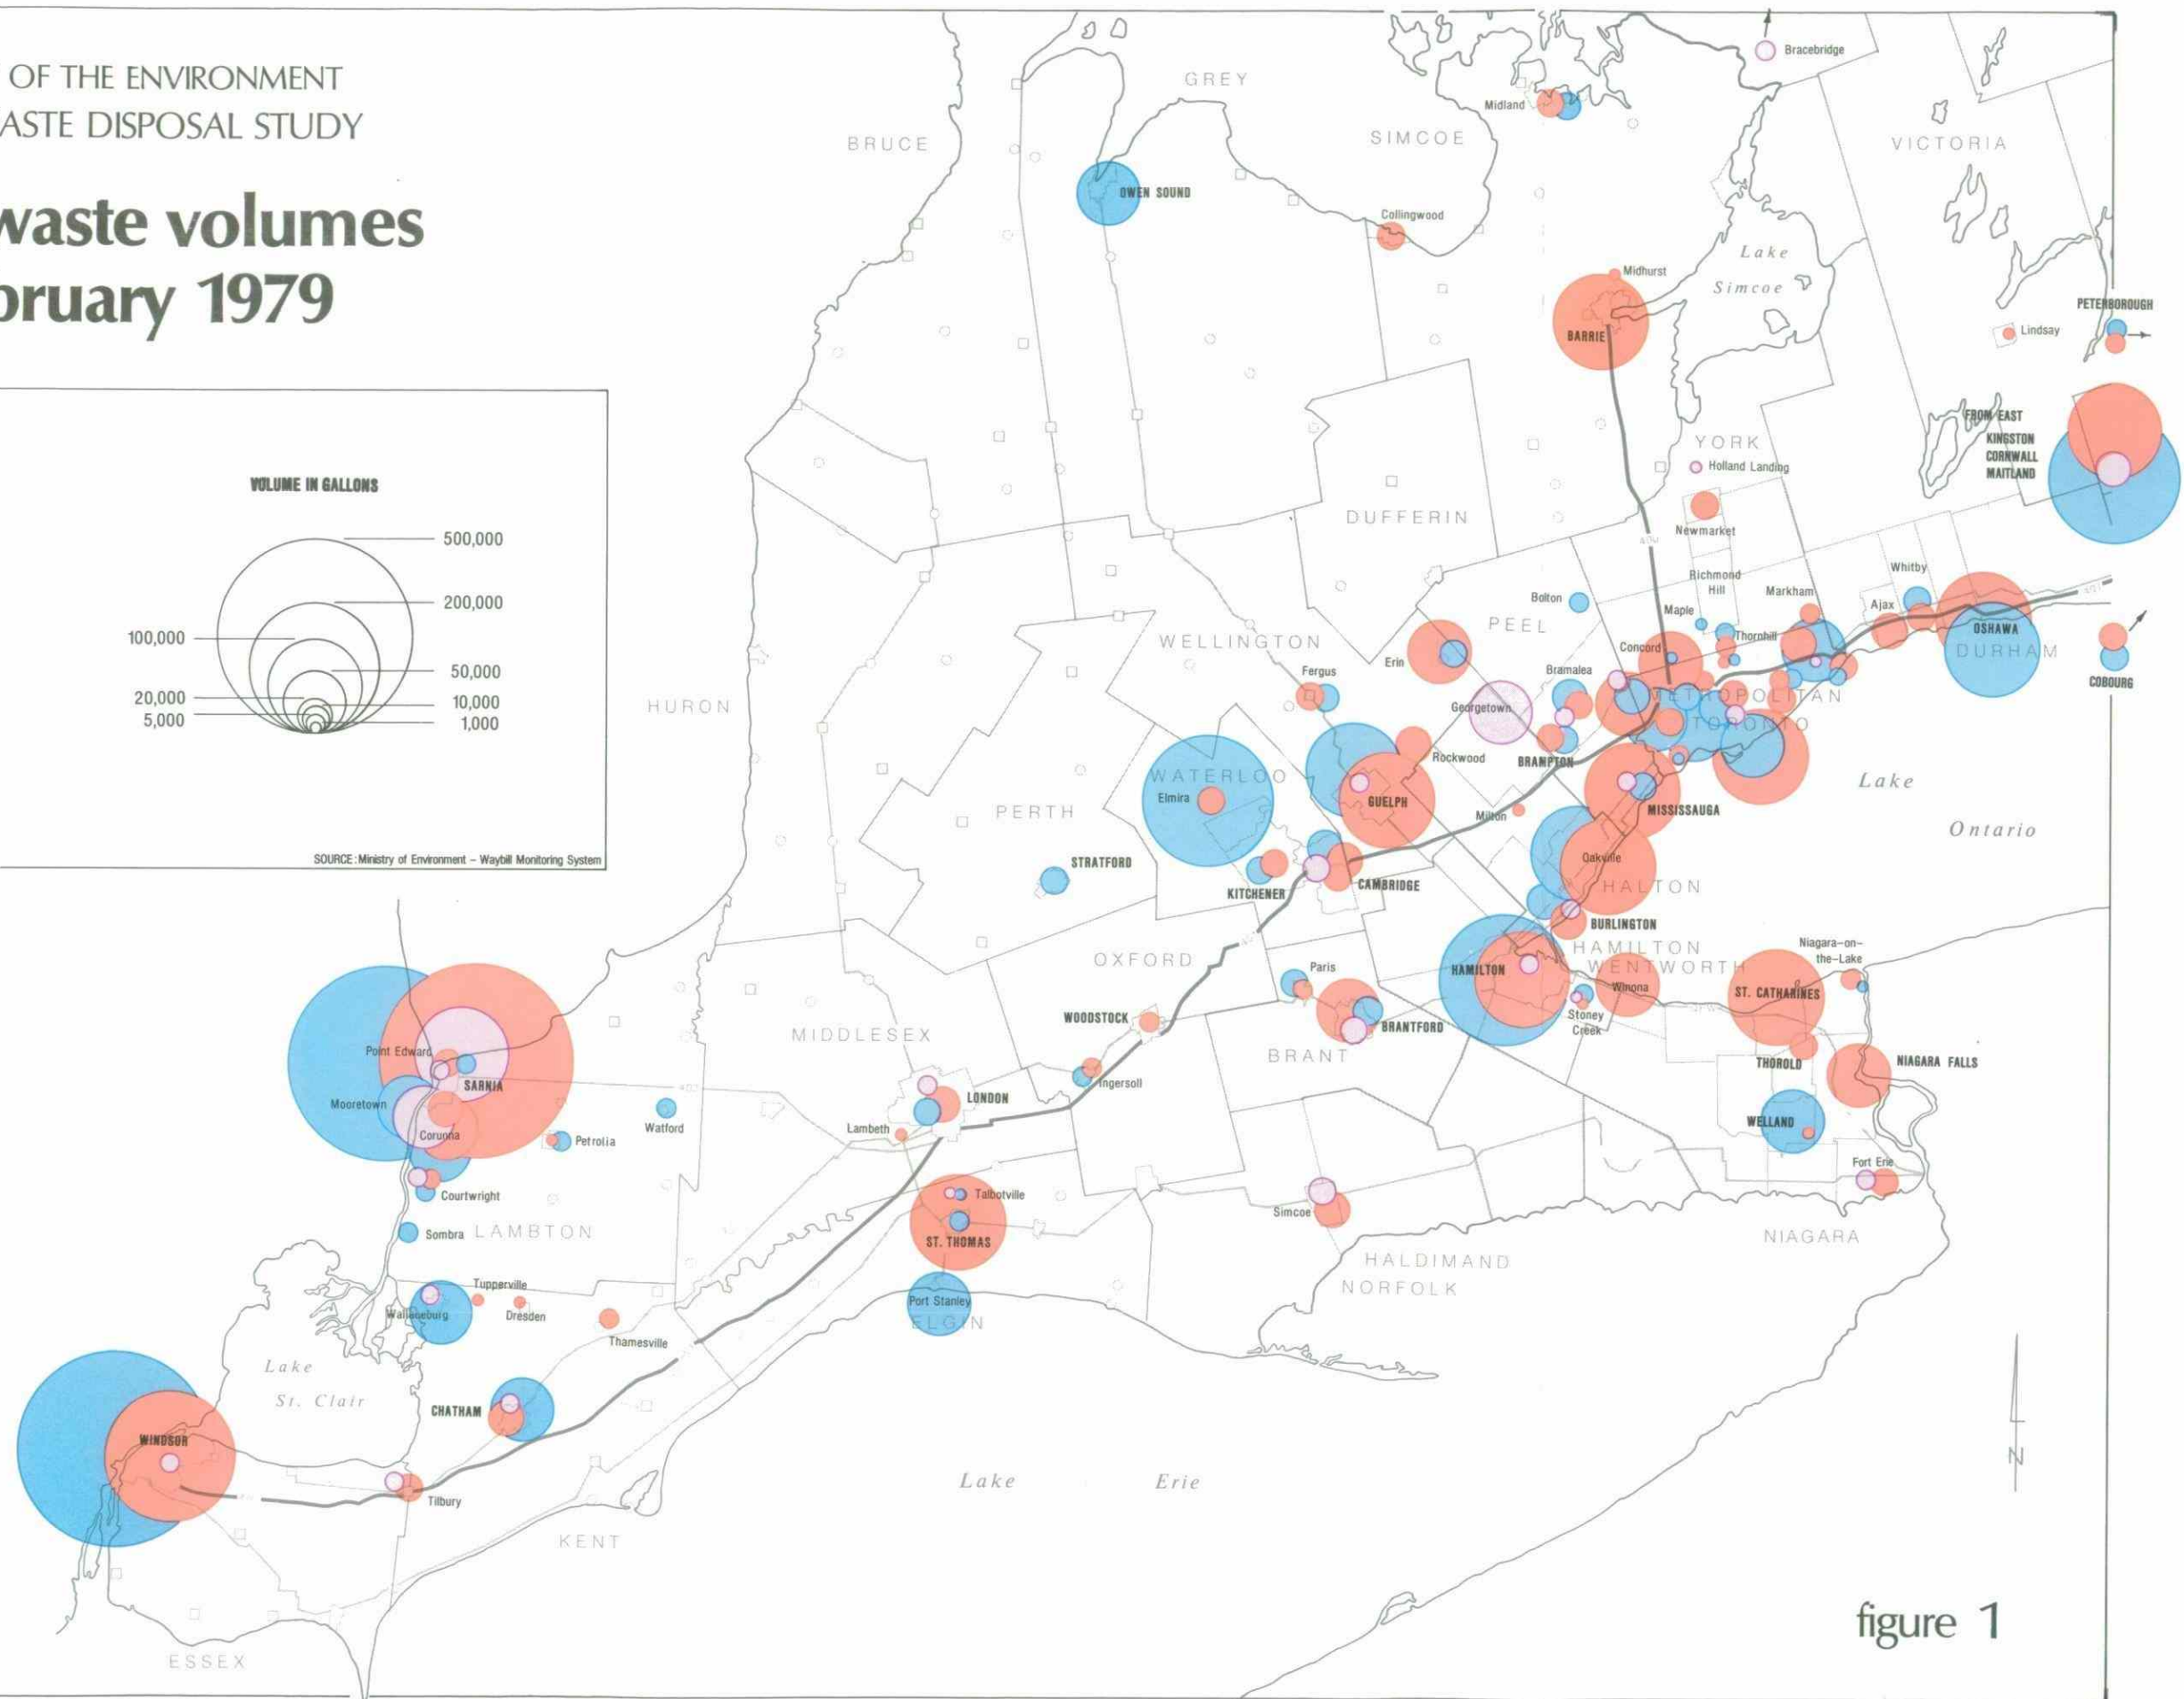 OF THE ENVIRONMENT
ASTE DISPOSAL STUDY
waste volumes
bruary 1979
VOLUME IN GALLONS
500,000
200,000
100,000
50,000
20,000
10,000
5,000
1,000
SOURCE: Ministry of Environment – Waybill Monitoring System
Bracebridge
GREY
Midland
BRUCE
SIMCOE
VICTORIA
OWEN SOUND
Collingwood
Lake
Simcoe
Midhurst
BARRIE
PETERBOROUGH
Lindsay
FROM EAST
KINGSTON
CORNWALL
MAITLAND
YORK
Holland Landing
DUFFERIN
Newmarket
Richmond
Hill
Whitby
Markham
Ajax
Bolton
Maple
PEEL
OSHAWA
DURHAM
Thornhill
WELLINGTON
Concord
Erin
Fergus
Bramalea
COBOURG
METROPOLITAN
TORONTO
HURON
Georgetown
Rockwood
BRAMPTON
WATERLOO
Elmira
GUELPH
Lake
Ontario
PERTH
Milton
MISSISSAUGA
STRATFORD
Oakville
HALTON
KITCHENER
CAMBRIDGE
BURLINGTON
HAMILTON
WENTWORTH
Niagara-on-
the-Lake
OXFORD
Paris
HAMILTON
Winona
ST. CATHARINES
WOODSTOCK
Stoney
Creek
BRANTFORD
MIDDLESEX
BRANT
THOROLD
NIAGARA FALLS
Point Edward
SARNIA
Ingersoll
Mooretown
LONDON
Watford
Lambeth
WELLAND
Corunna
Petrolia
Fort Erie
Courtwright
Talbotville
Simcoe
Sombra
LAMBTON
ST. THOMAS
NIAGARA
HALDIMAND
NORFOLK
Tupperville
Wallaceburg
Dresden
Port Stanley
ELGIN
Thamesville
Lake
St. Clair
CHATHAM
WINDSOR
Lake Erie
Tilbury
KENT
N
figure 1
ESSEX